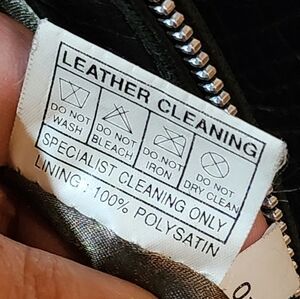 LEATHER CLEANING
DO NOT WASH
DO NOT BLEACH
DO NOT IRON
DO NOT DRY CLEAN
SPECIALIST CLEANING ONLY
LINING : 100% POLYSATIN